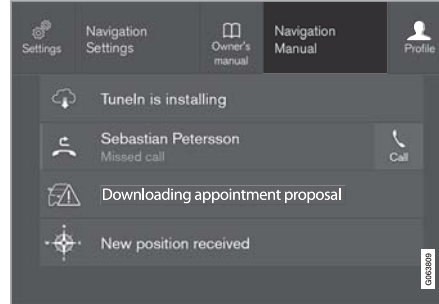 Settings
Navigation
Settings
Owner's
manual
Navigation
Manual
Profile
TuneIn is installing
Sebastian Petersson
Missed call
Call
Downloading appointment proposal
New position received
G063809